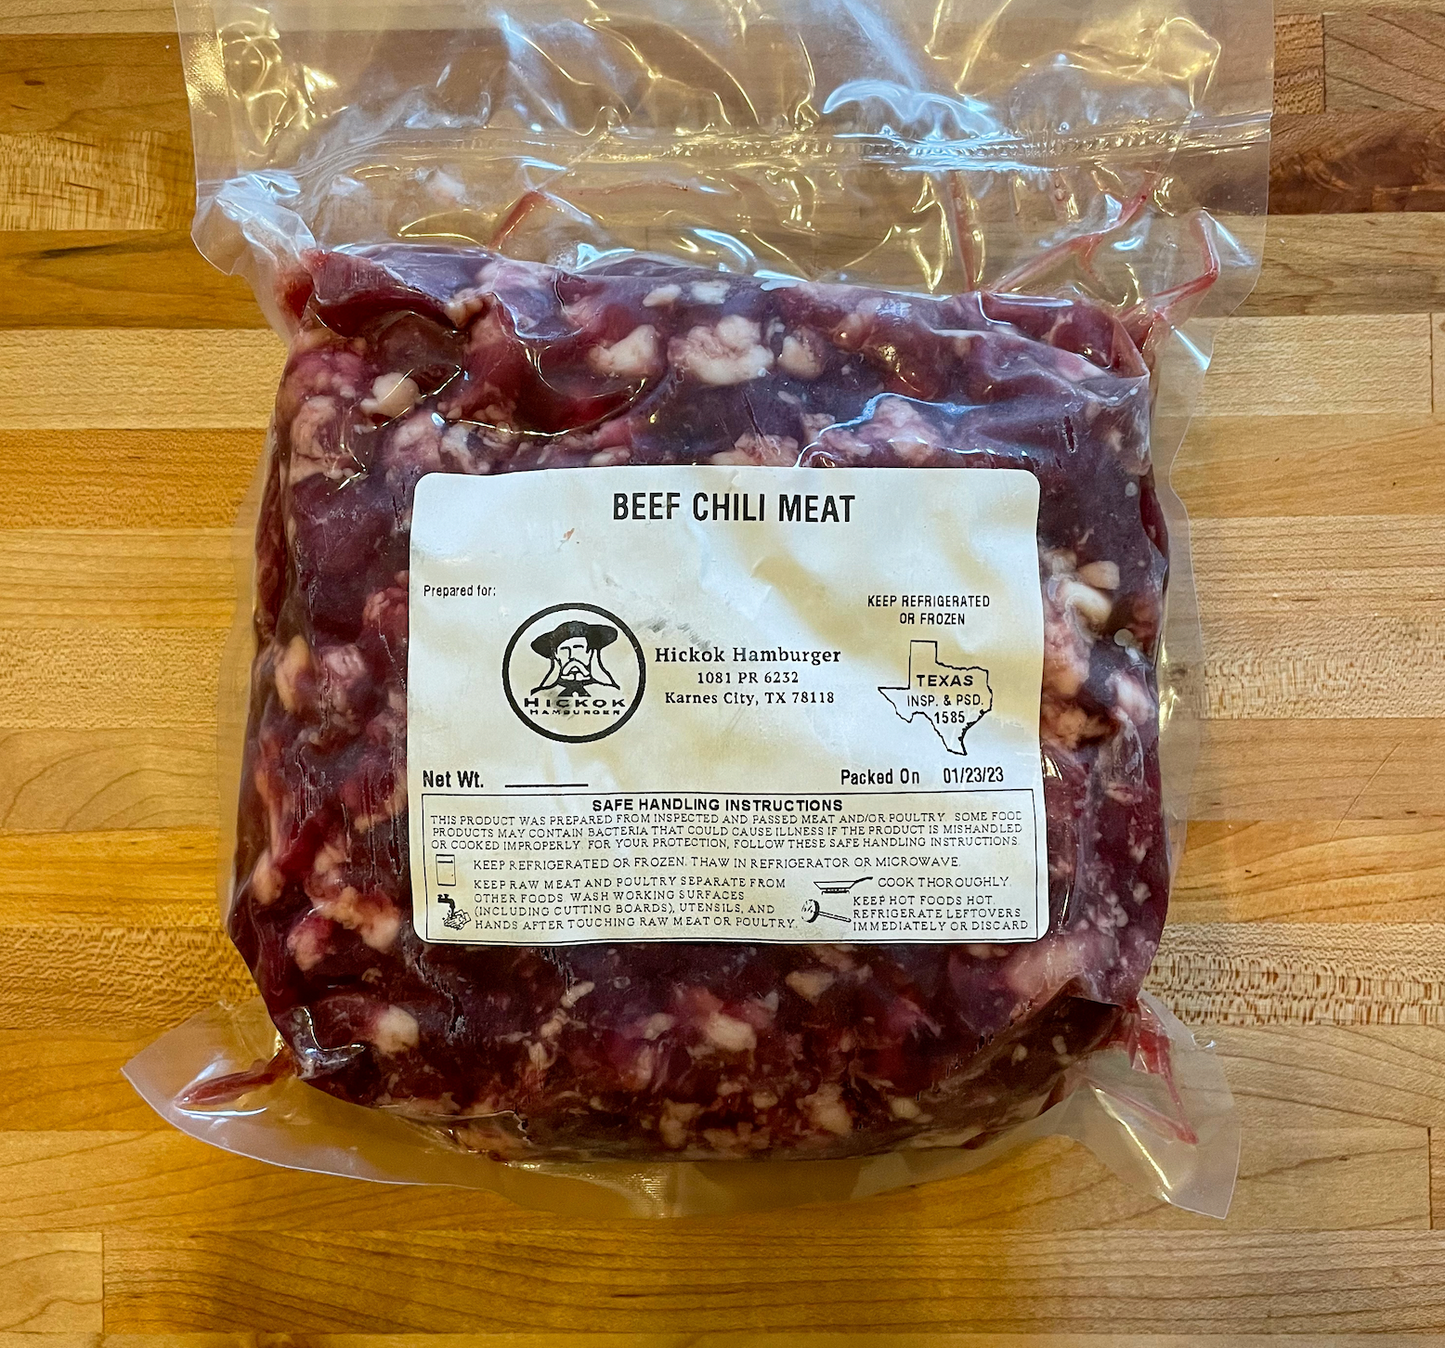 BEEF CHILI MEAT
Prepared for:
HICKOK
HAMBURGER
Hickok Hamburger
1081 PR 6232
Karnes City, TX 78118
KEEP REFRIGERATED
OR FROZEN
TEXAS
INSP. & PSD.
1585
Net Wt.
Packed On 01/23/23
SAFE HANDLING INSTRUCTIONS
THIS PRODUCT WAS PREPARED FROM INSPECTED AND PASSED MEAT AND/OR POULTRY SOME FOOD
PRODUCTS MAY CONTAIN BACTERIA THAT COULD CAUSE ILLNESS IF THE PRODUCT IS MISHANDLED
OR COOKED IMPROPERLY. FOR YOUR PROTECTION, FOLLOW THESE SAFE HANDLING INSTRUCTIONS.
KEEP REFRIGERATED OR FROZEN. THAW IN REFRIGERATOR OR MICROWAVE.
KEEP RAW MEAT AND POULTRY SEPARATE FROM
OTHER FOODS. WASH WORKING SURFACES
(INCLUDING CUTTING BOARDS), UTENSILS, AND
HANDS AFTER TOUCHING RAW MEAT OR POULTRY.
COOK THOROUGHLY.
KEEP HOT FOODS HOT.
REFRIGERATE LEFTOVERS
IMMEDIATELY OR DISCARD